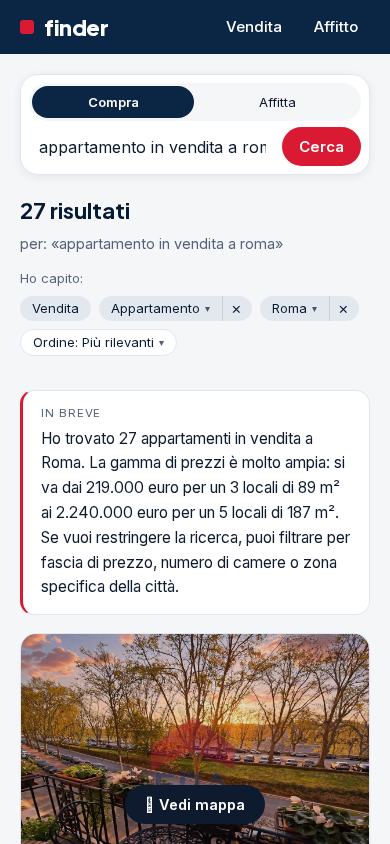 finder
Vendita
Affitto
Compra
Affitta
appartamento in vendita a rom
Cerca
27 risultati
per: «appartamento in vendita a roma»
Ho capito:
Vendita
Appartamento ▾ ×
Roma ▾ ×
Ordine: Più rilevanti ▾
IN BREVE
Ho trovato 27 appartamenti in vendita a
Roma. La gamma di prezzi è molto ampia: si
va dai 219.000 euro per un 3 locali di 89 m²
ai 2.240.000 euro per un 5 locali di 187 m².
Se vuoi restringere la ricerca, puoi filtrare per
fascia di prezzo, numero di camere o zona
specifica della città.
Vedi mappa